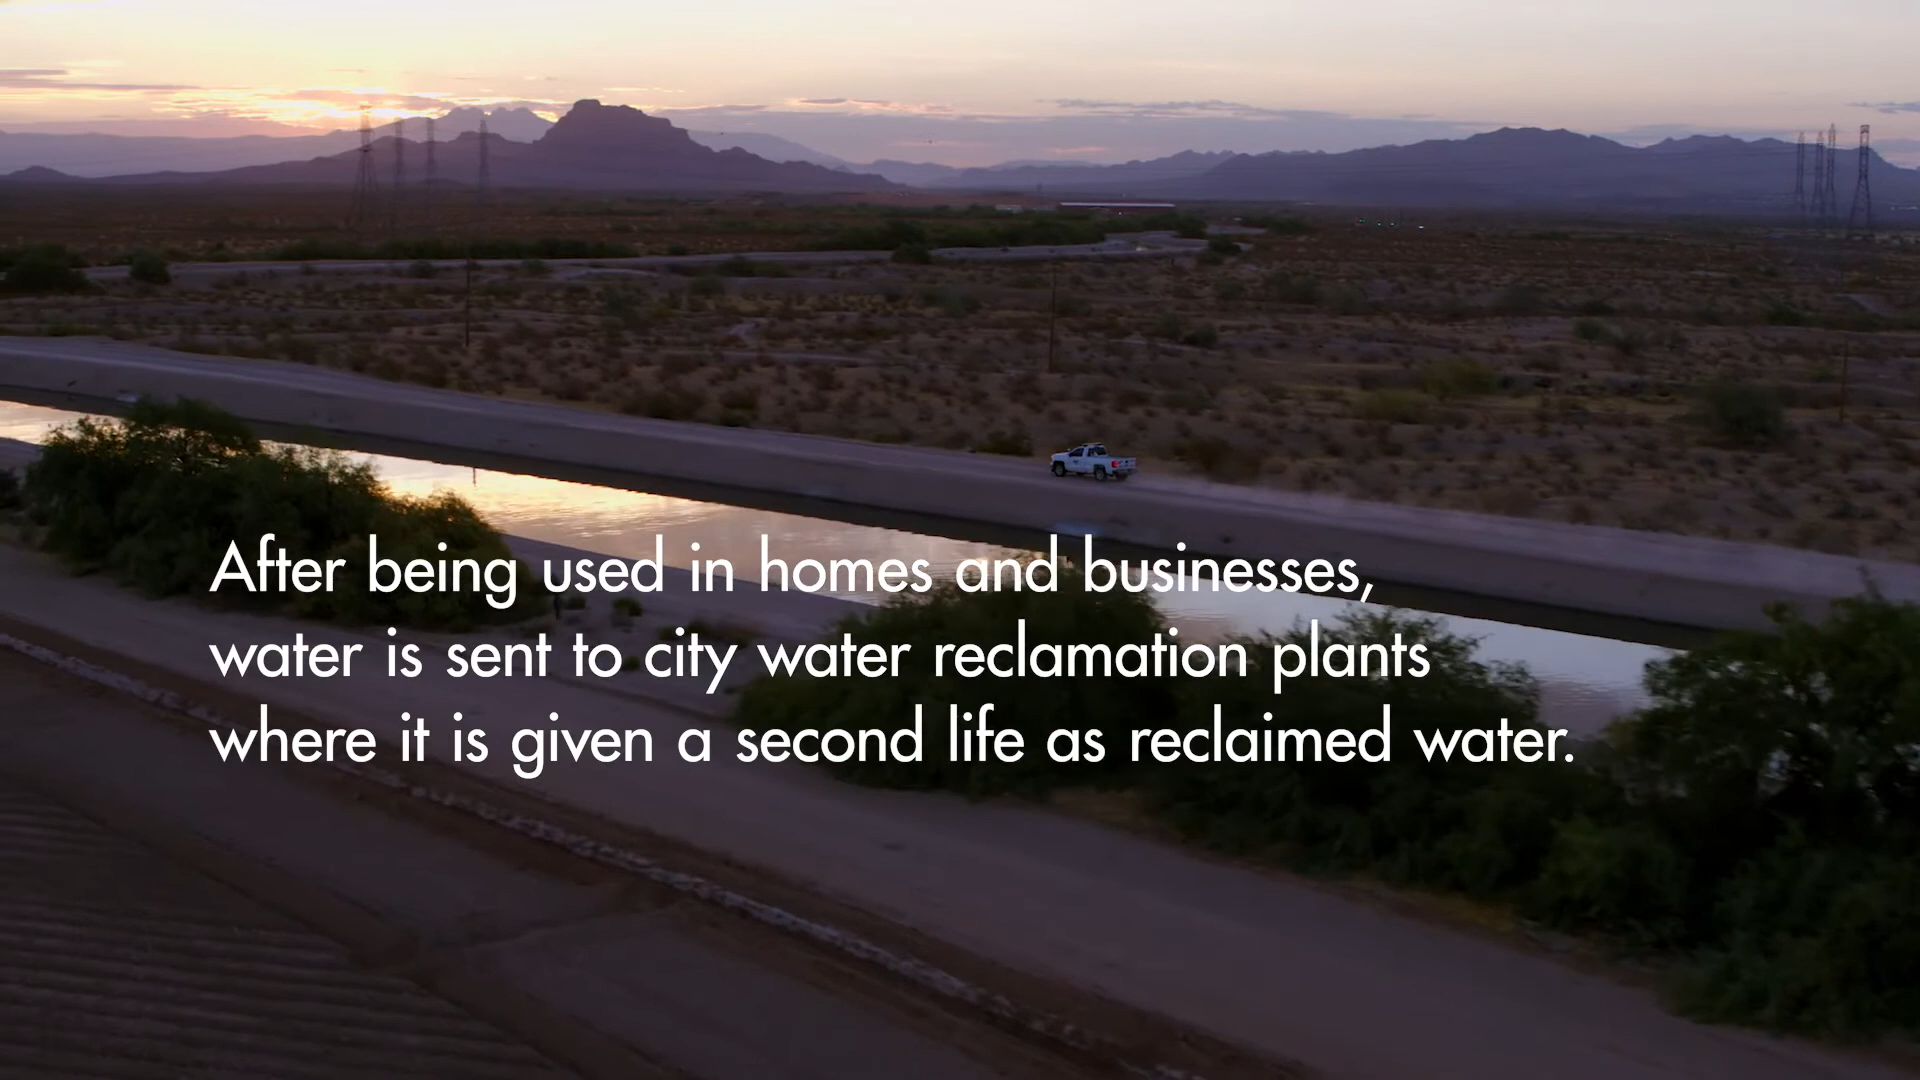 After being used in homes and businesses,
water is sent to city water reclamation plants
where it is given a second life as reclaimed water.